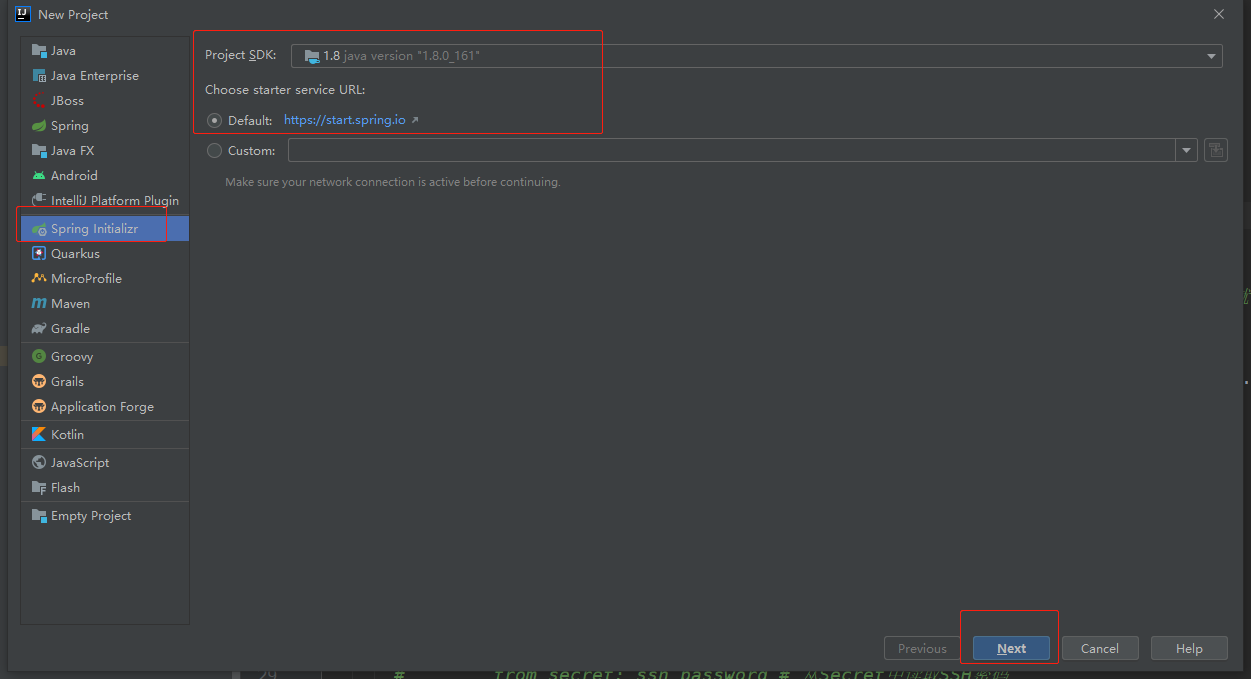 New Project
Java
Java Enterprise
JBoss
Spring
Java FX
Android
IntelliJ Platform Plugin
Spring Initializr
Quarkus
MicroProfile
Maven
Gradle
Groovy
Grails
Application Forge
Kotlin
JavaScript
Flash
Empty Project
Project SDK: 1.8 java version "1.8.0_161"
Choose starter service URL:
Default: https://start.spring.io
Custom:
Make sure your network connection is active before continuing.
Previous Next Cancel Help
29 # from_secret: ssh_password # 从Secret中读取SSH密码